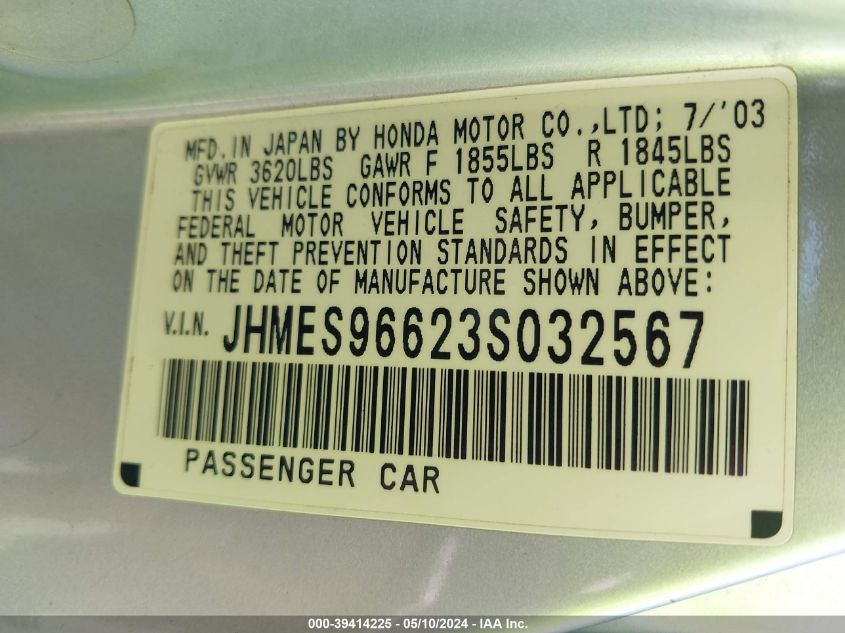 MFD.IN JAPAN BY HONDA MOTOR CO.,LTD; 7/'03
GVWR 3620LBS GAWR F 1855LBS R 1845LBS
THIS VEHICLE CONFORMS TO ALL APPLICABLE
FEDERAL MOTOR VEHICLE SAFETY, BUMPER,
AND THEFT PREVENTION STANDARDS IN EFFECT
ON THE DATE OF MANUFACTURE SHOWN ABOVE:
V.I.N. JHMES96623S032567
PASSENGER CAR
000-39414225 - 05/10/2024 - IAA Inc.